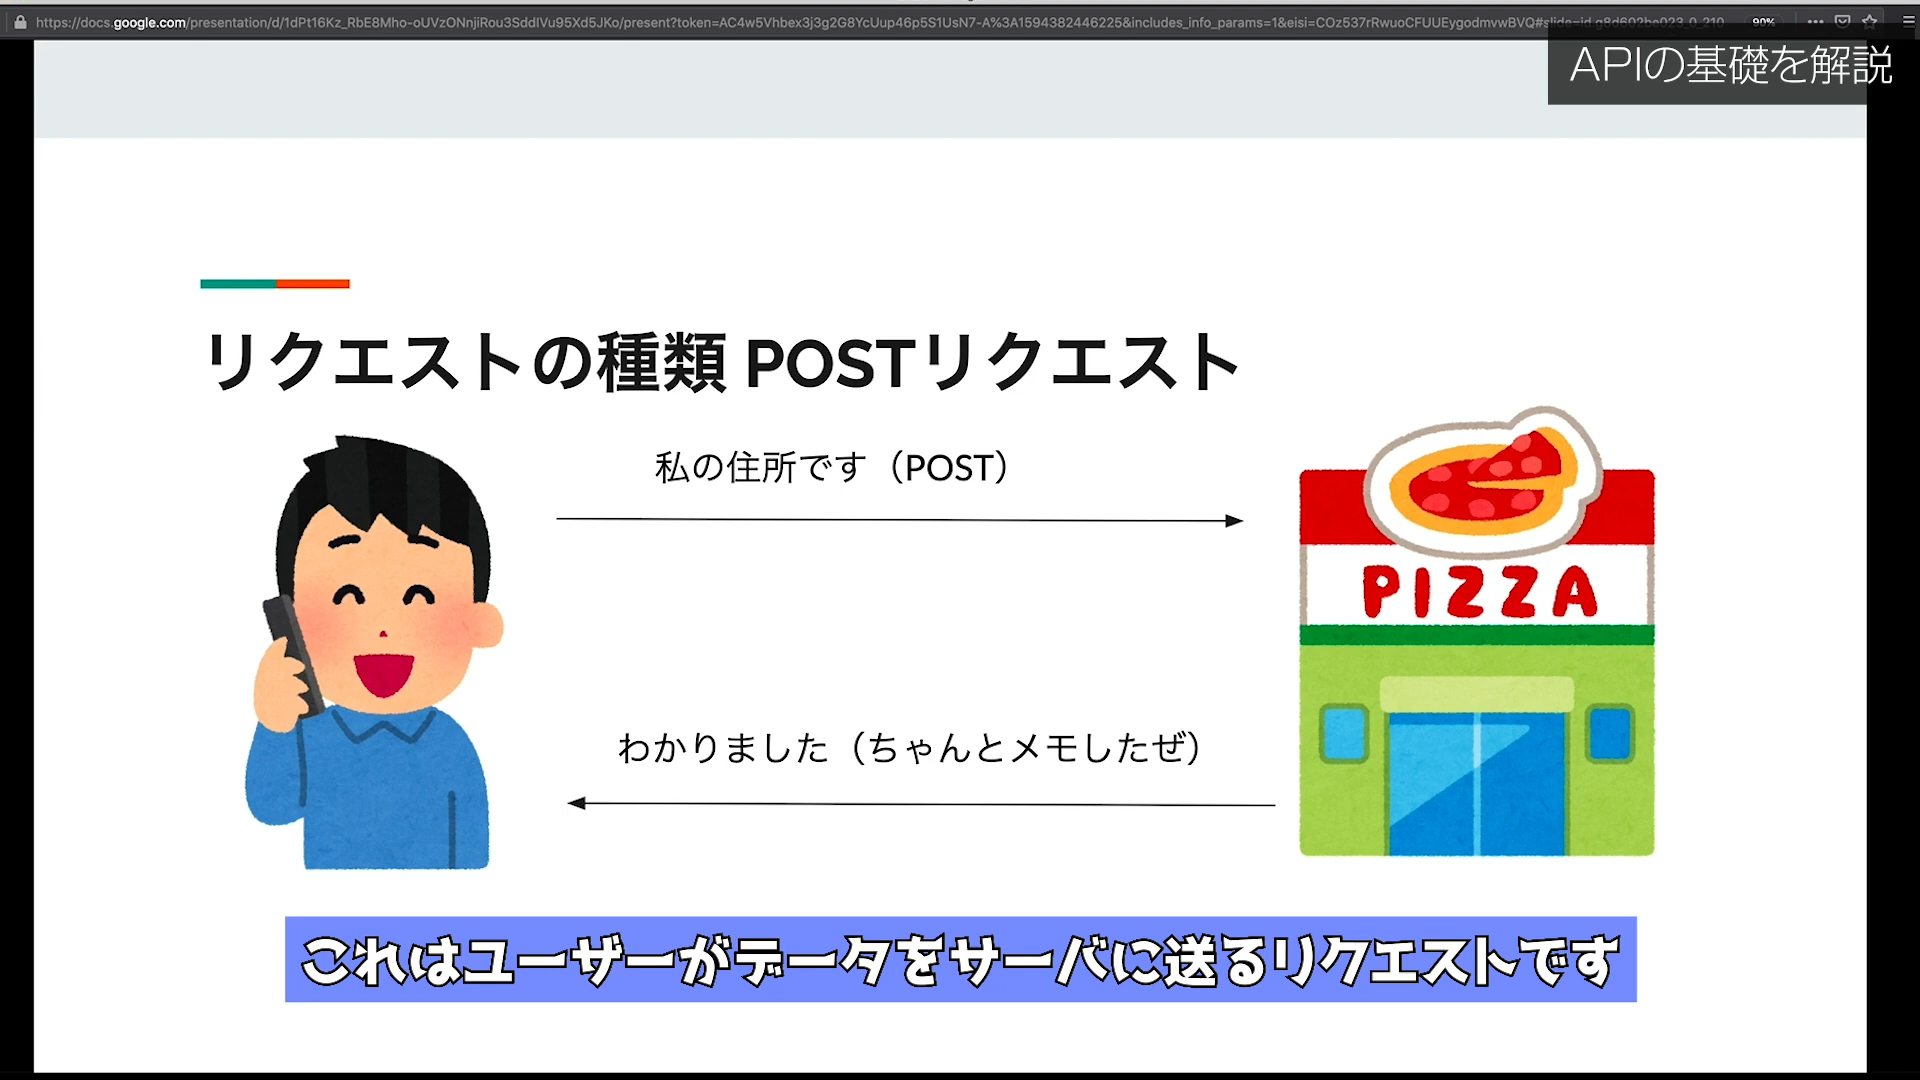 https://docs.google.com/presentation/d/1dPt16Kz_RbE8Mho-oUVzONnjiRou3SddIVu95Xd5JKo/present?token=AC4w5Vhbex3j3g2G8YcUup46p5S1UsN7-A%3A1594382446225&includes_info_params=1&eisi=COz537rRwuoCFUUEygodmvwBVQ#slide=id.g8d602be023_0_210 90%
APIの基礎を解説
リクエストの種類 POSTリクエスト
私の住所です（POST）
PIZZA
わかりました（ちゃんとメモしたぜ）
これはユーザーがデータをサーバに送るリクエストです